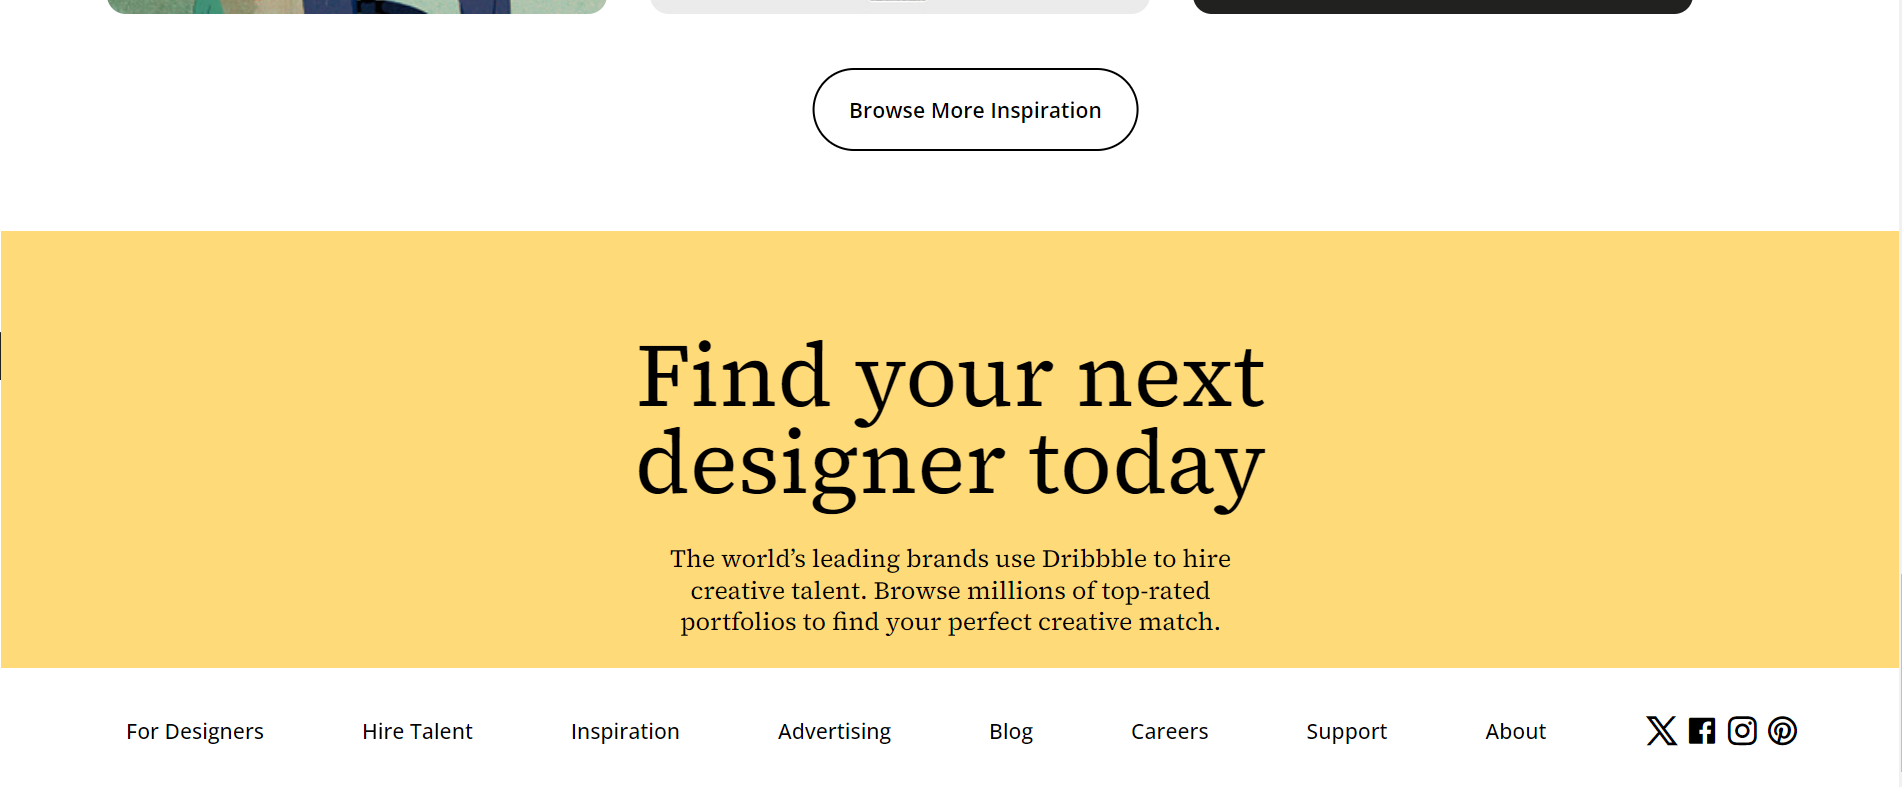 Browse More Inspiration
Find your next
designer today
The world’s leading brands use Dribbble to hire
creative talent. Browse millions of top-rated
portfolios to find your perfect creative match.
For Designers Hire Talent Inspiration Advertising Blog Careers Support About